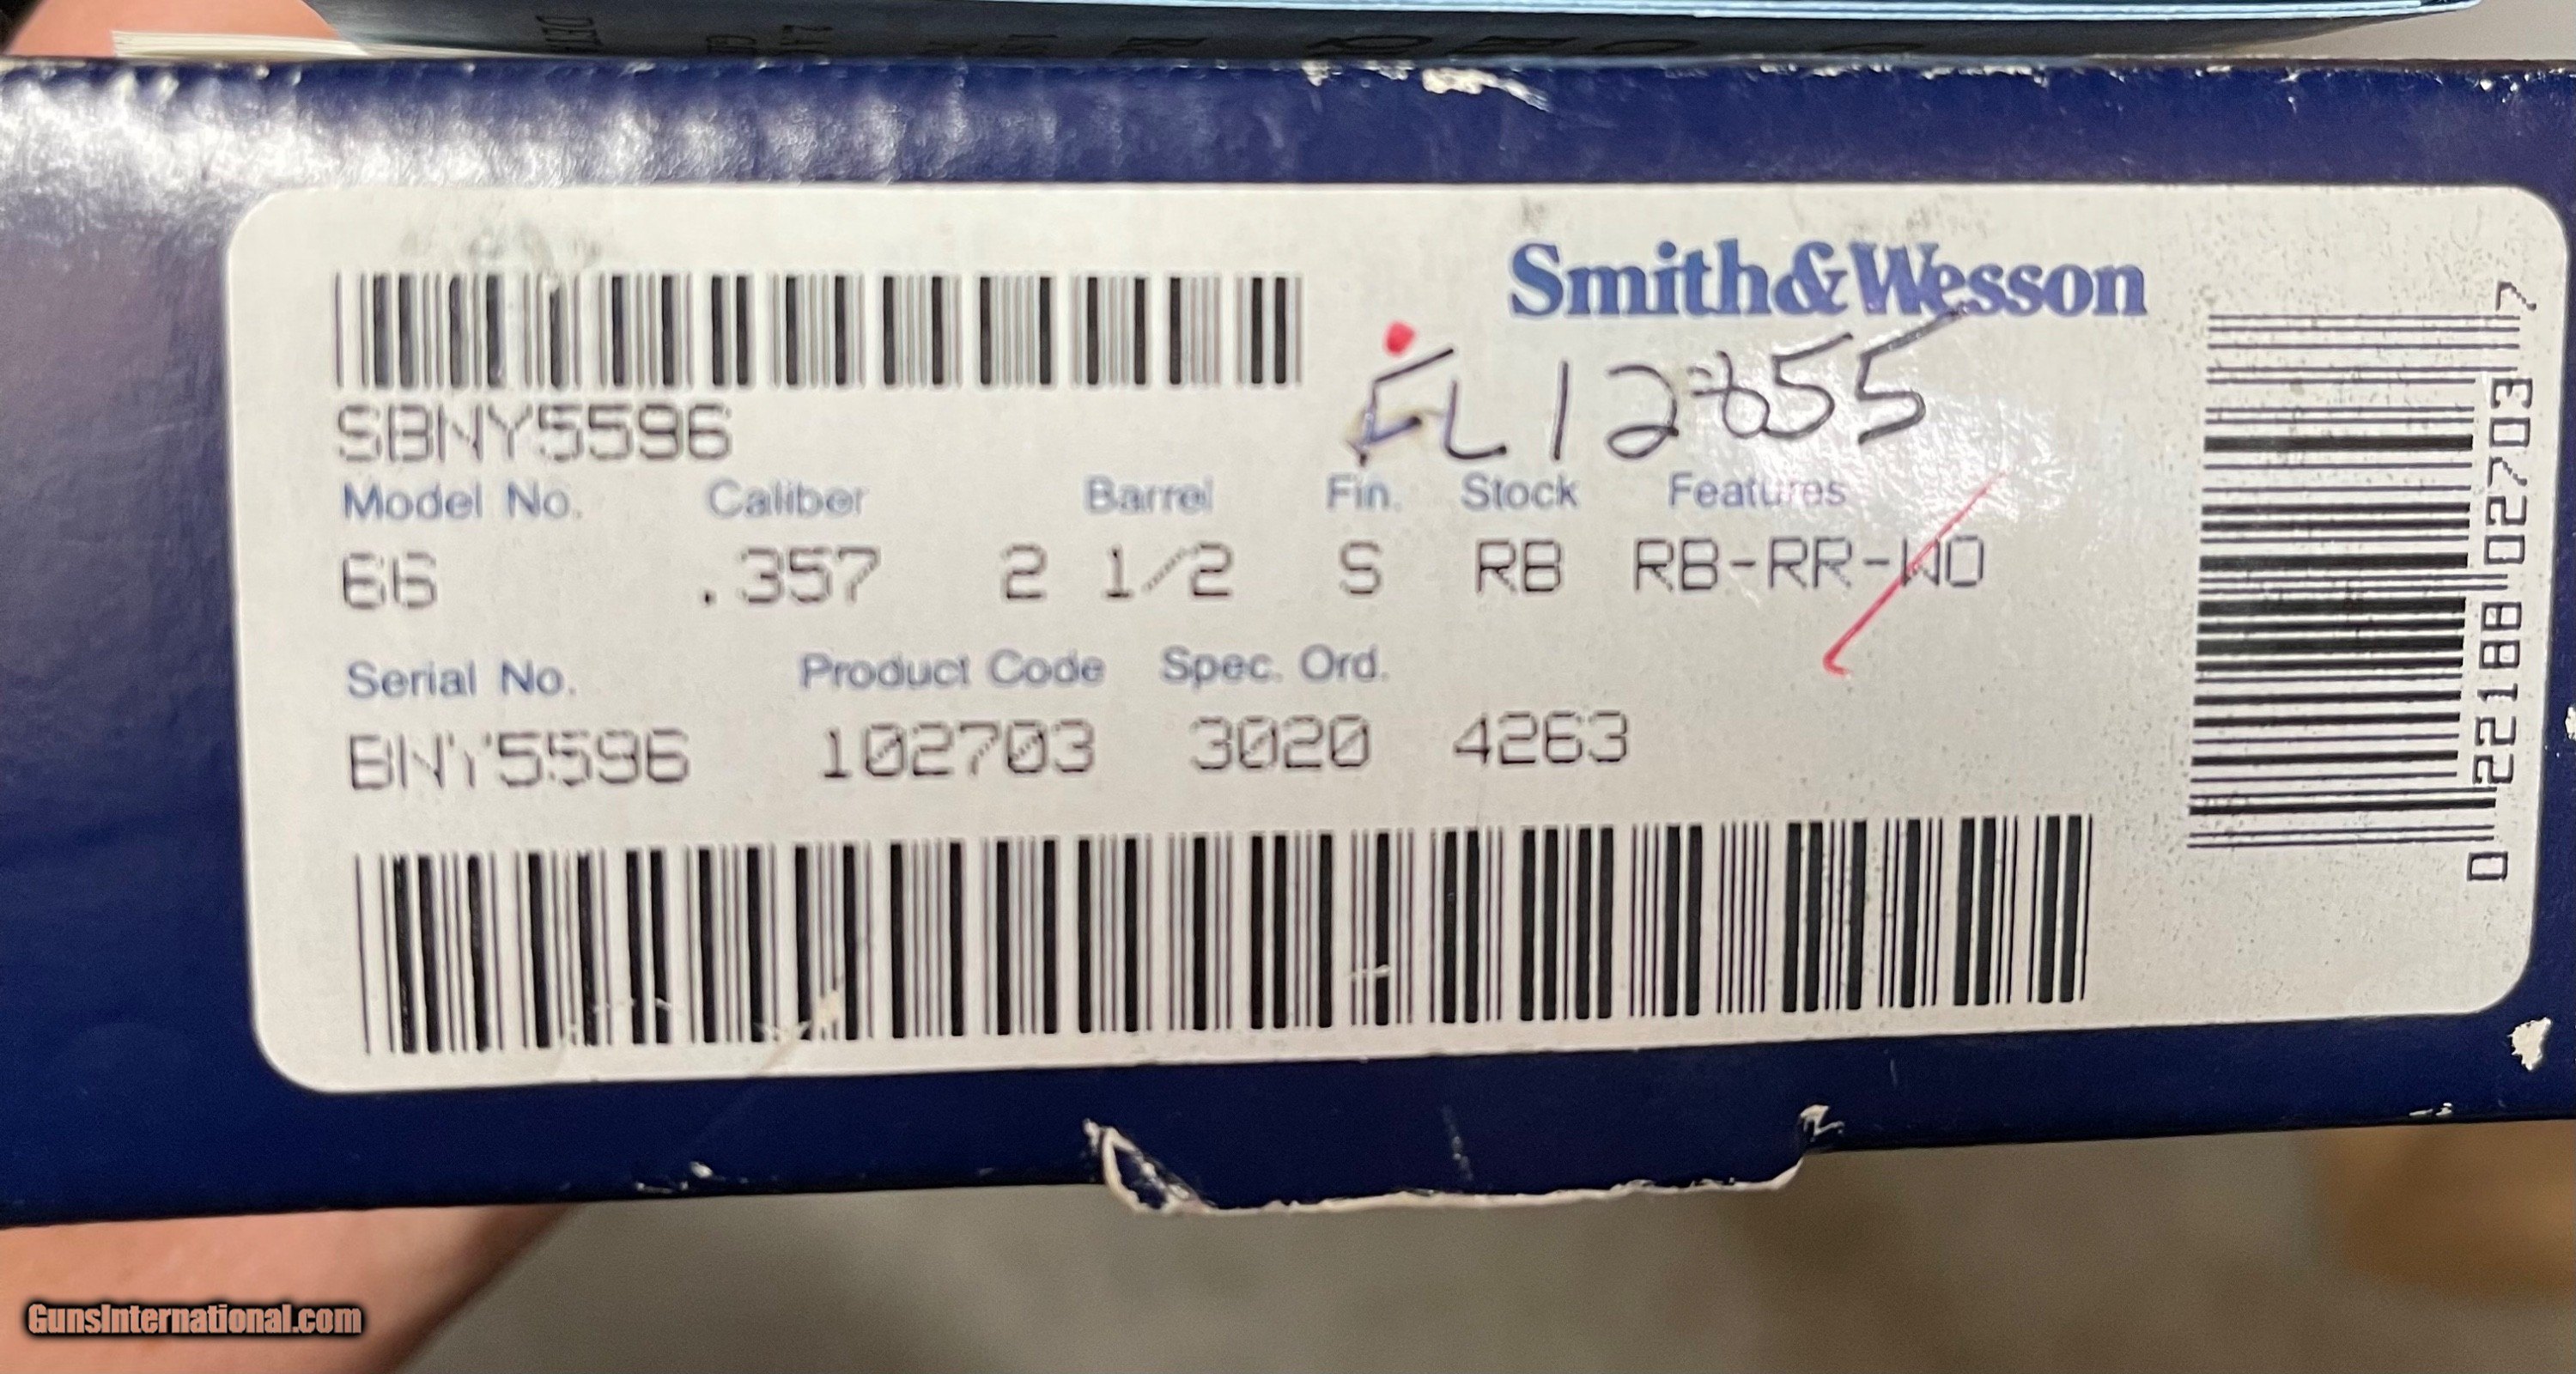 Smith&Wesson
SBNY5596
Model No. Caliber Barrel Fin. Stock Features
66 .357 2 1/2 S RB RB-RR-WO
Serial No. Product Code Spec. Ord.
BNY5596 102703 3020 4263
0 22188 02703 7
GunsInternational.com